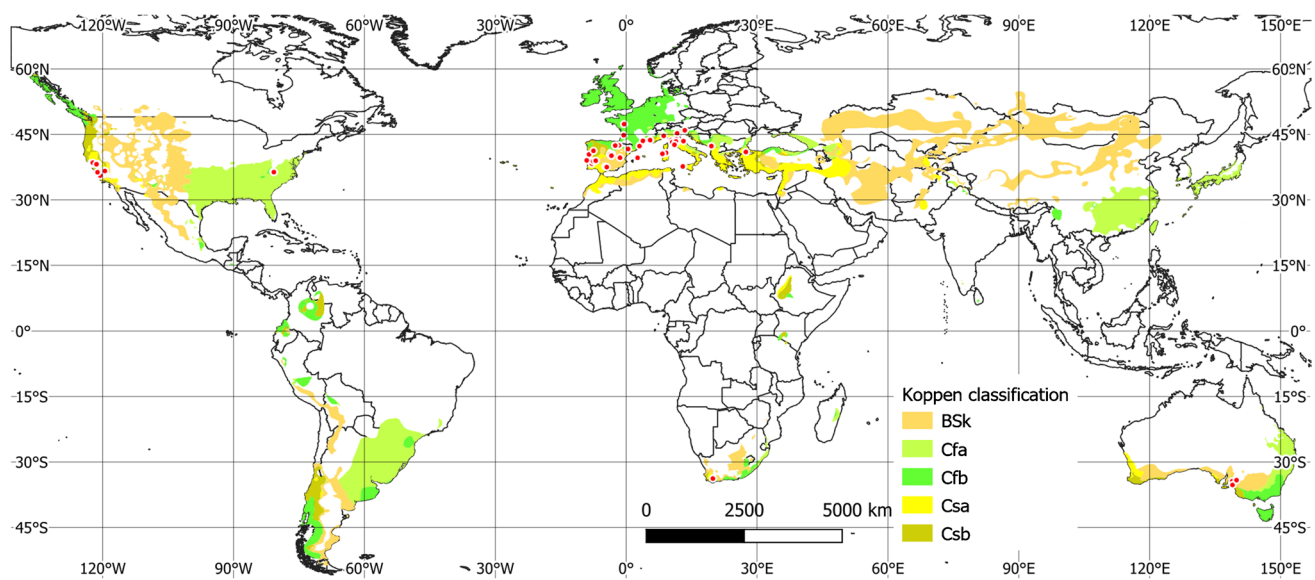 120°W 90°W 60°W 30°W 0° 30°E 60°E 90°E 120°E 150°E
60°N 60°N
45°N 45°N
30°N 30°N
15°N 15°N
0° 0°
15°S 15°S
Koppen classification
BSk
Cfa
30°S 30°S
Cfb
0 2500 5000 km
Csa
45°S 45°S
Csb
120°W 90°W 60°W 30°W 0° 30°E 60°E 90°E 120°E 150°E